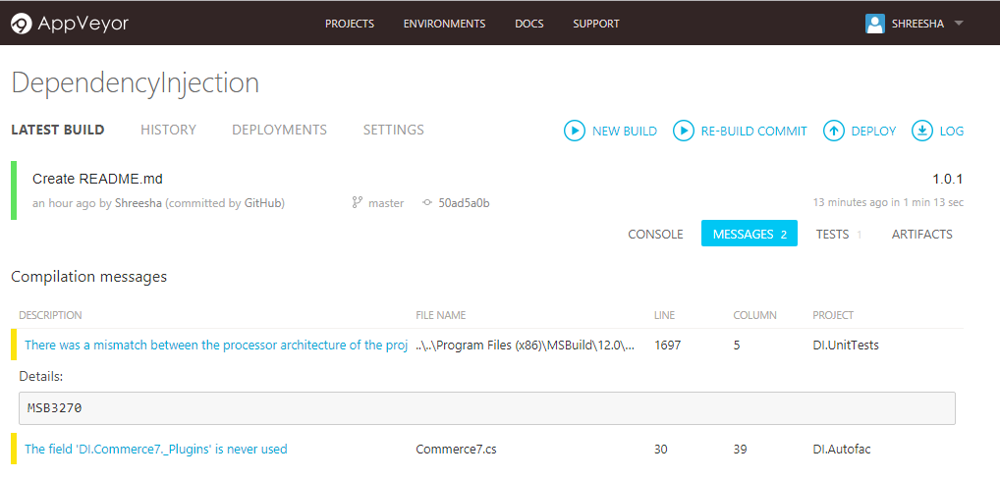 AppVeyor PROJECTS ENVIRONMENTS DOCS SUPPORT SHREESHA
DependencyInjection
LATEST BUILD HISTORY DEPLOYMENTS SETTINGS NEW BUILD RE-BUILD COMMIT DEPLOY LOG
Create README.md 1.0.1
an hour ago by Shreesha (committed by GitHub) master 50ad5a0b 13 minutes ago in 1 min 13 sec
CONSOLE MESSAGES 2 TESTS 1 ARTIFACTS
Compilation messages
DESCRIPTION FILE NAME LINE COLUMN PROJECT
There was a mismatch between the processor architecture of the proj ..\..\Program Files (x86)\MSBuild\12.0\... 1697 5 DI.UnitTests
Details:
MSB3270
The field 'DI.Commerce7._Plugins' is never used Commerce7.cs 30 39 DI.Autofac